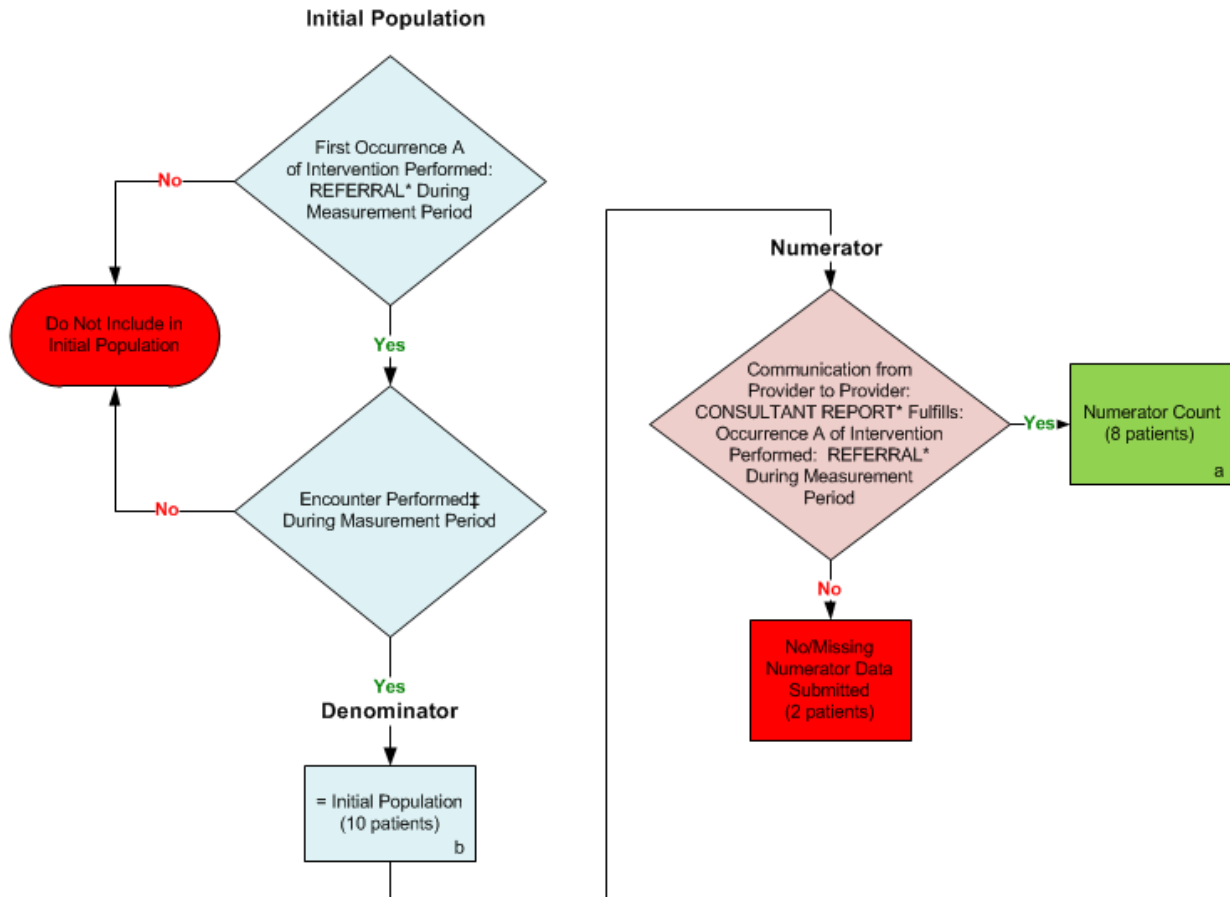 Initial Population
First Occurrence A
of Intervention Performed:
REFERRAL* During
Measurement Period
No
Do Not Include in
Initial Population
Yes
Encounter Performed‡
During Masurement Period
No
Yes
Denominator
= Initial Population
(10 patients)
b
Numerator
Communication from
Provider to Provider:
CONSULTANT REPORT* Fulfills:
Occurrence A of Intervention
Performed: REFERRAL*
During Measurement
Period
Yes
Numerator Count
(8 patients)
a
No
No/Missing
Numerator Data
Submitted
(2 patients)